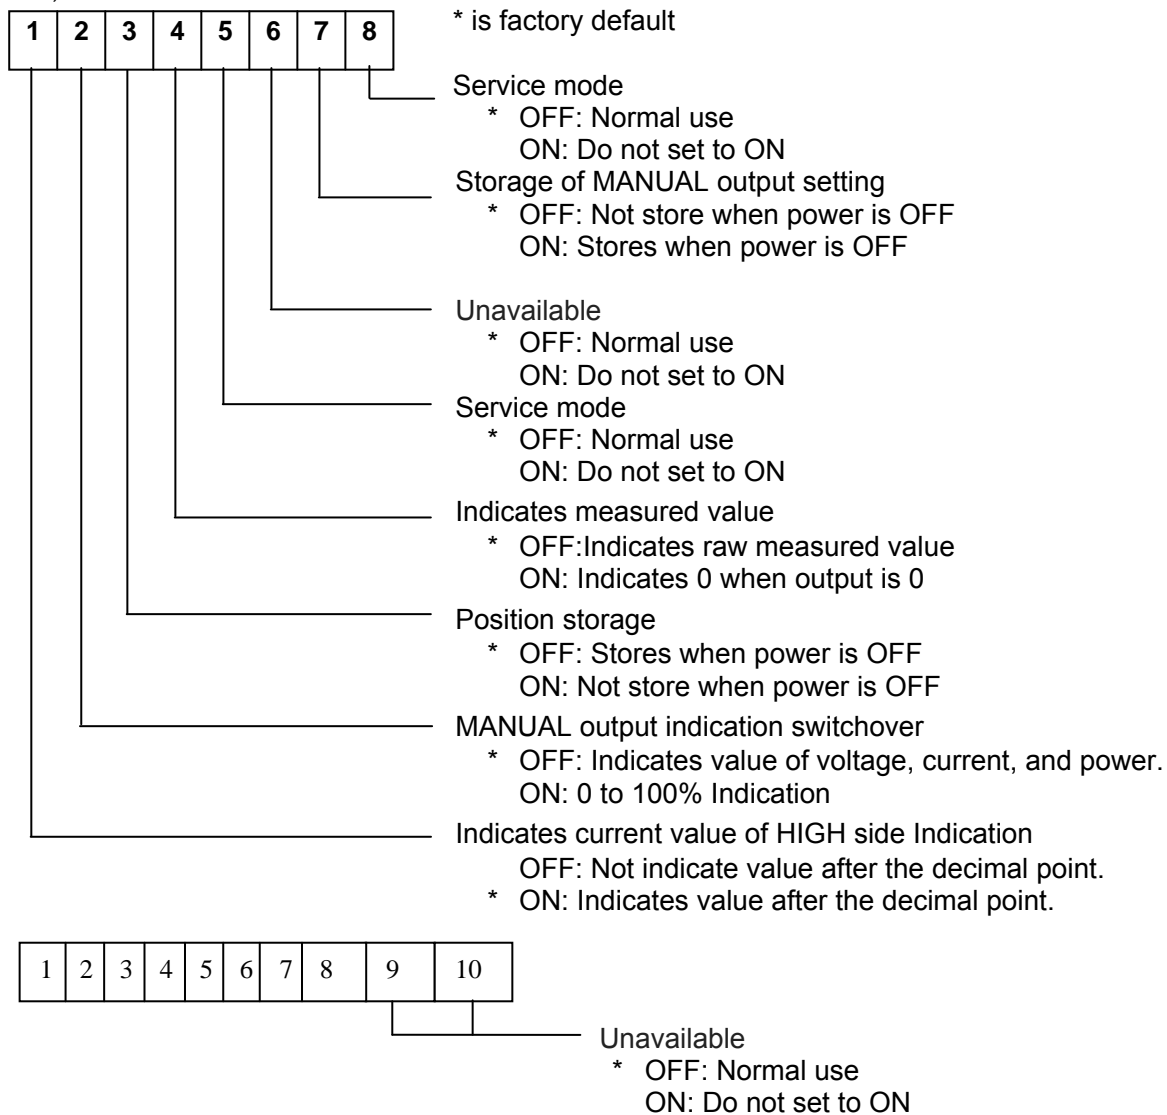 * is factory default
1 2 3 4 5 6 7 8
Service mode
* OFF: Normal use
ON: Do not set to ON
Storage of MANUAL output setting
* OFF: Not store when power is OFF
ON: Stores when power is OFF
Unavailable
* OFF: Normal use
ON: Do not set to ON
Service mode
* OFF: Normal use
ON: Do not set to ON
Indicates measured value
* OFF:Indicates raw measured value
ON: Indicates 0 when output is 0
Position storage
* OFF: Stores when power is OFF
ON: Not store when power is OFF
MANUAL output indication switchover
* OFF: Indicates value of voltage, current, and power.
ON: 0 to 100% Indication
Indicates current value of HIGH side Indication
OFF: Not indicate value after the decimal point.
* ON: Indicates value after the decimal point.
1 2 3 4 5 6 7 8 9 10
Unavailable
* OFF: Normal use
ON: Do not set to ON